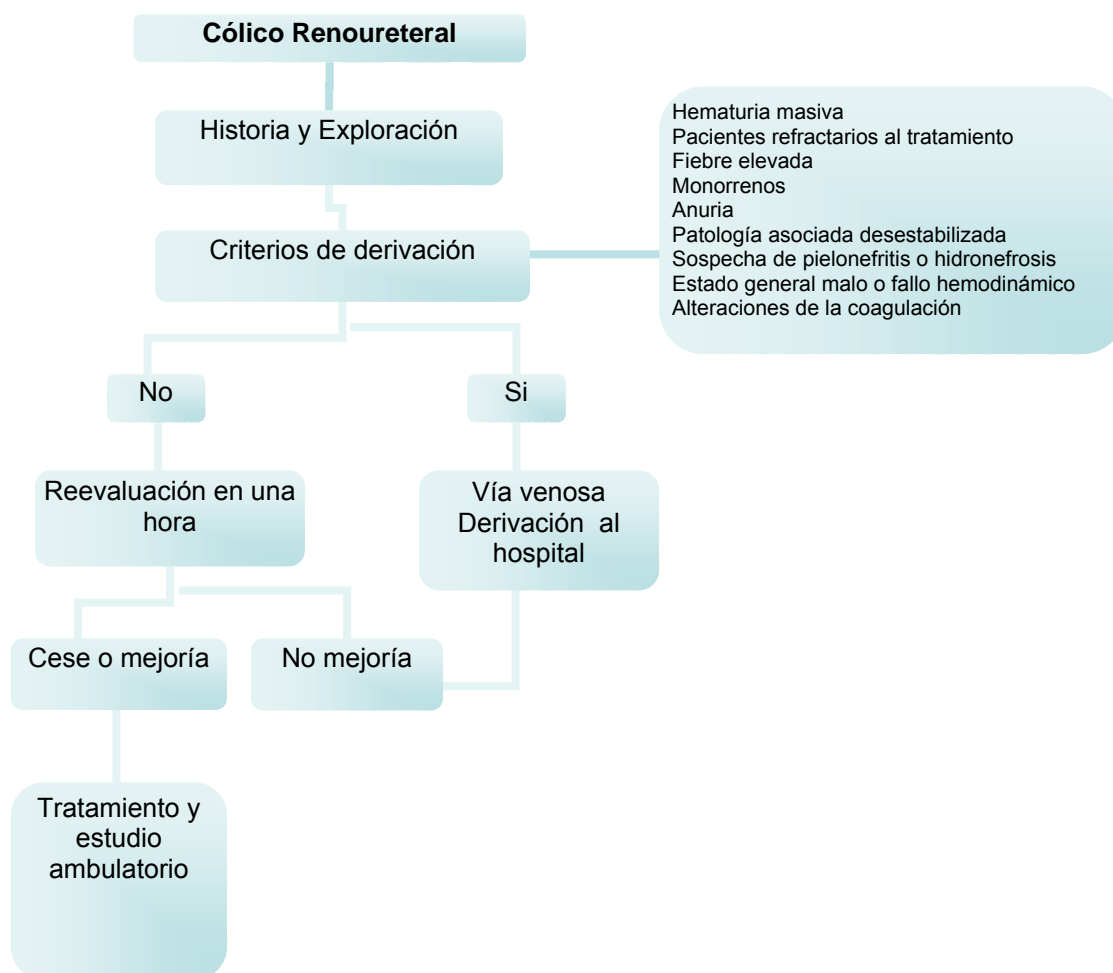 Cólico Renoureteral
Historia y Exploración
Hematuria masiva
Pacientes refractarios al tratamiento
Fiebre elevada
Monorrenos
Anuria
Patología asociada desestabilizada
Sospecha de pielonefritis o hidronefrosis
Estado general malo o fallo hemodinámico
Alteraciones de la coagulación
Criterios de derivación
No
Si
Reevaluación en una
hora
Vía venosa
Derivación al
hospital
Cese o mejoría
No mejoría
Tratamiento y
estudio
ambulatorio